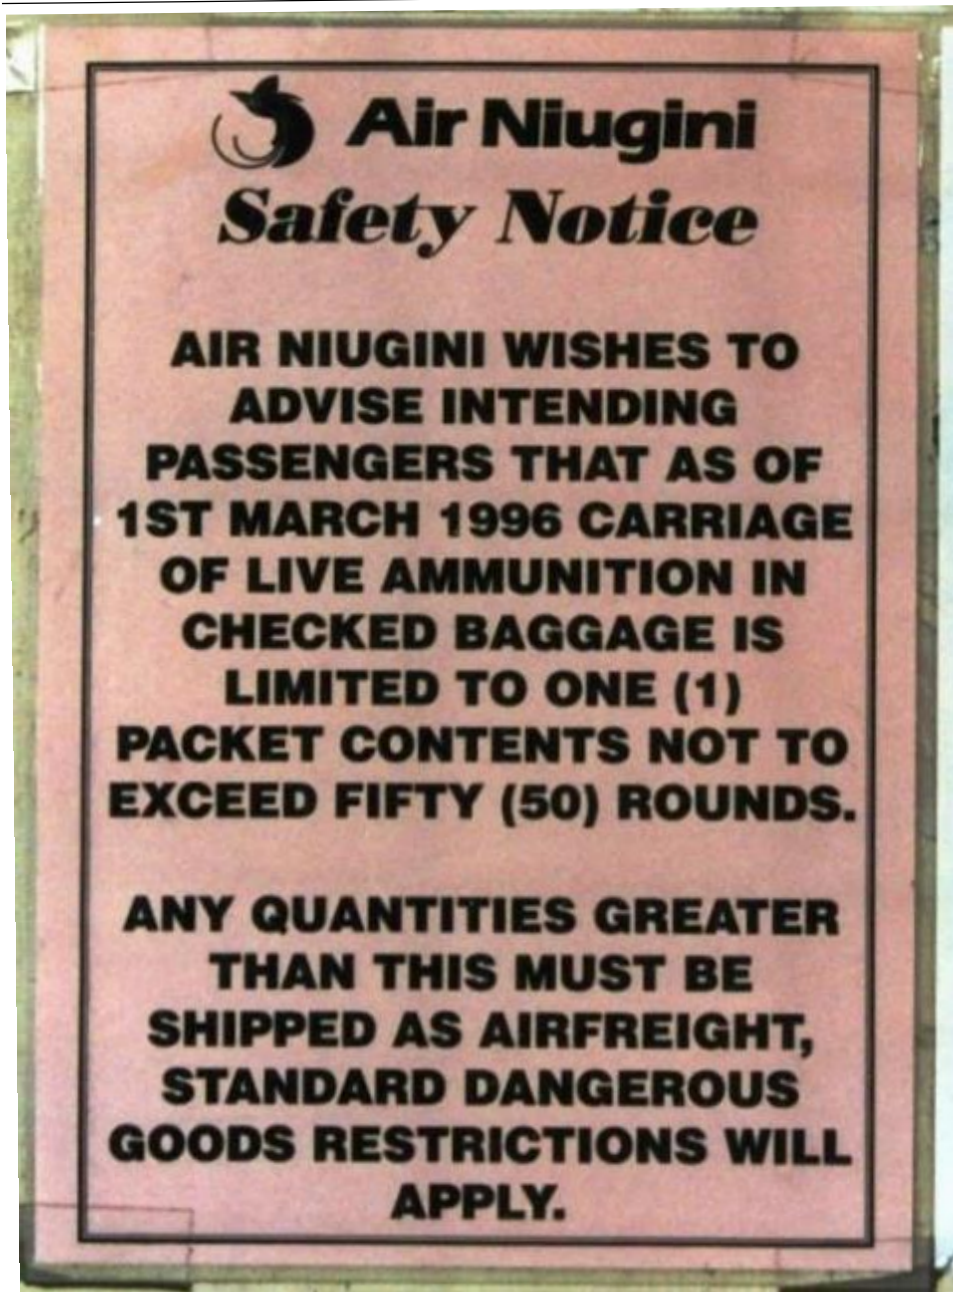 Air Niugini
Safety Notice
AIR NIUGINI WISHES TO
ADVISE INTENDING
PASSENGERS THAT AS OF
1ST MARCH 1996 CARRIAGE
OF LIVE AMMUNITION IN
CHECKED BAGGAGE IS
LIMITED TO ONE (1)
PACKET CONTENTS NOT TO
EXCEED FIFTY (50) ROUNDS.
ANY QUANTITIES GREATER
THAN THIS MUST BE
SHIPPED AS AIRFREIGHT,
STANDARD DANGEROUS
GOODS RESTRICTIONS WILL
APPLY.